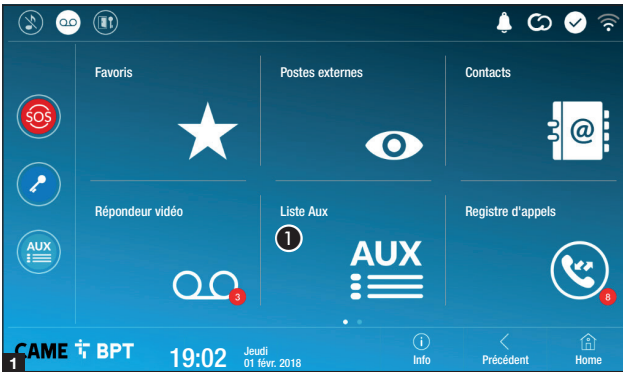 Favoris
Postes externes
Contacts
SOS
@
Répondeur vidéo
Liste Aux
Registre d'appels
1
AUX
AUX
3
8
CAME BPT
19:02
Jeudi
01 févr. 2018
Info
Précédent
Home
1